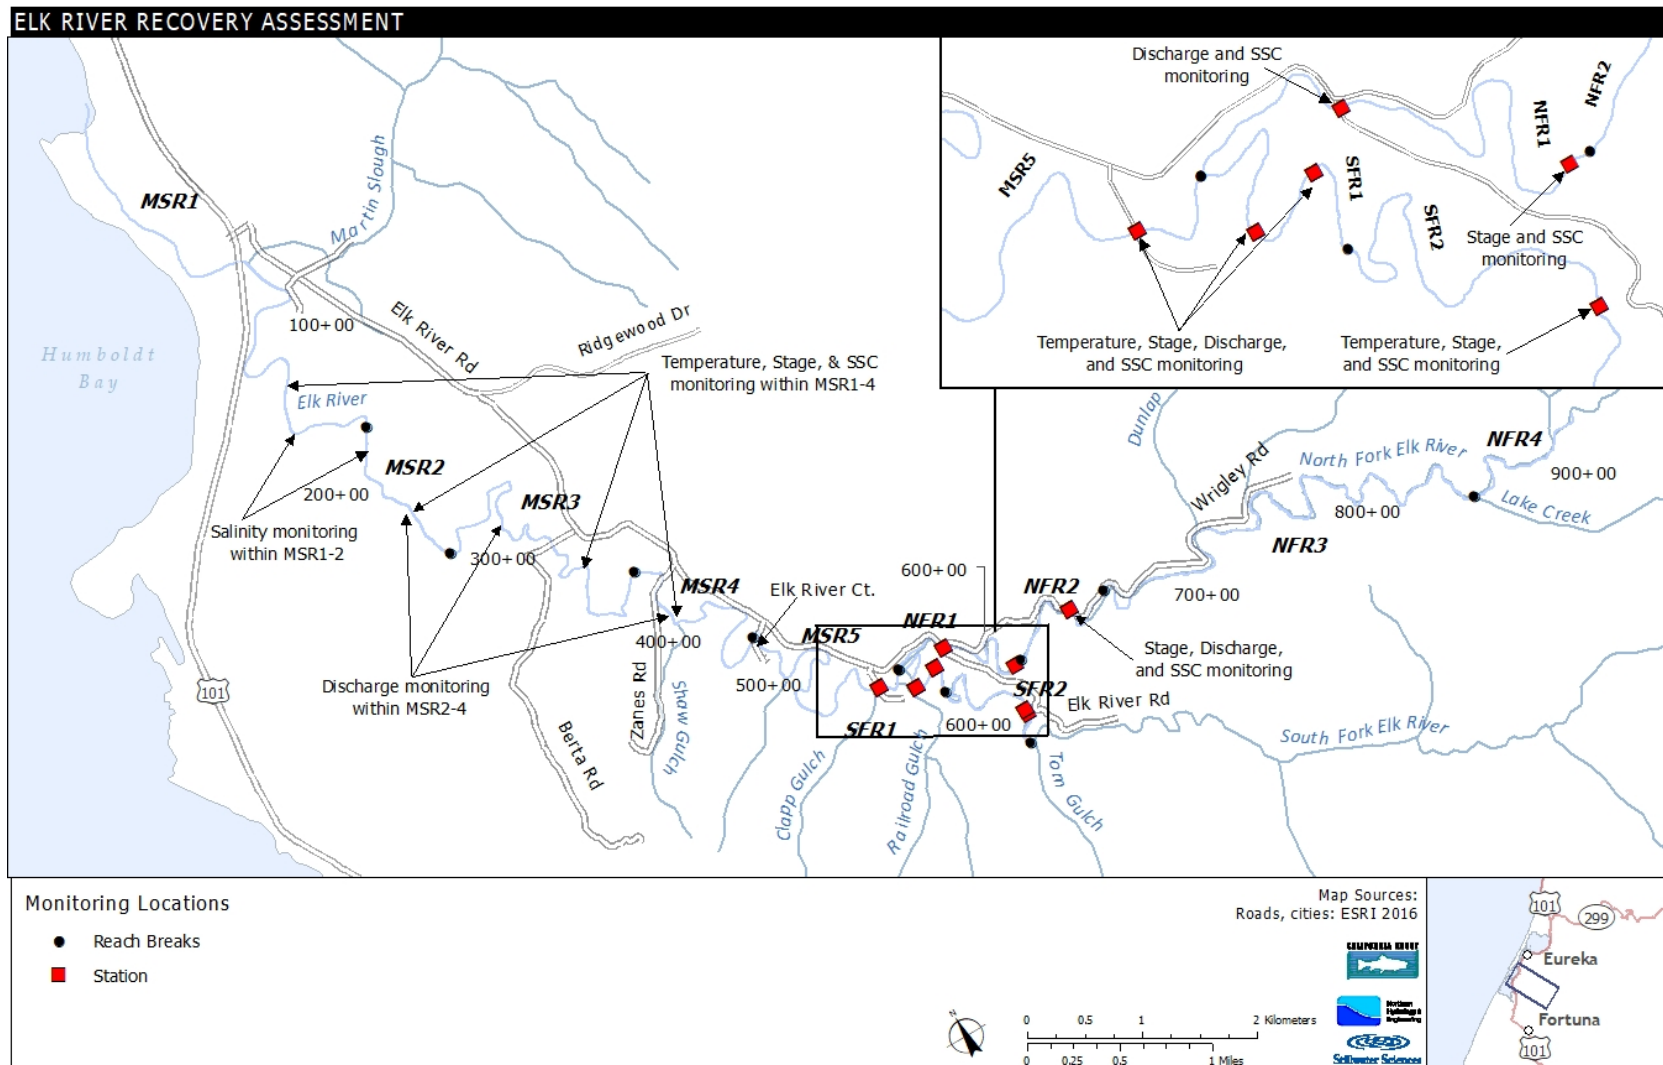 ELK RIVER RECOVERY ASSESSMENT
Discharge and SSC
monitoring
NFR2
NFR1
MSR5
SFR1
SFR2
Stage and SSC
monitoring
Temperature, Stage, Discharge,
and SSC monitoring
Temperature, Stage,
and SSC monitoring
MSR1
Martin Slough
100+00
Elk River Rd
Ridgewood Dr
Humboldt
Bay
Temperature, Stage, & SSC
monitoring within MSR1-4
Elk River
MSR2
200+00
MSR3
Salinity monitoring
within MSR1-2
300+00
Dunlap
Wrigley Rd
North Fork Elk River
NFR4
900+00
Lake Creek
800+00
NFR3
700+00
600+00
NFR2
MSR4
Elk River Ct.
NFR1
MSR5
400+00
Stage, Discharge,
and SSC monitoring
500+00
Discharge monitoring
within MSR2-4
101
Zanes Rd
Shaw Gulch
Berta Rd
SFR1
SFR2
600+00
Elk River Rd
South Fork Elk River
Clapp Gulch
Railroad Gulch
Tom Gulch
Monitoring Locations
Reach Breaks
Station
Map Sources:
Roads, cities: ESRI 2016
CALIFORNIA TROUT
Northern
Hydrology &
Engineering
Stillwater Sciences
N
0 0.5 1 2 Kilometers
0 0.25 0.5 1 Miles
101
299
Eureka
Fortuna
101